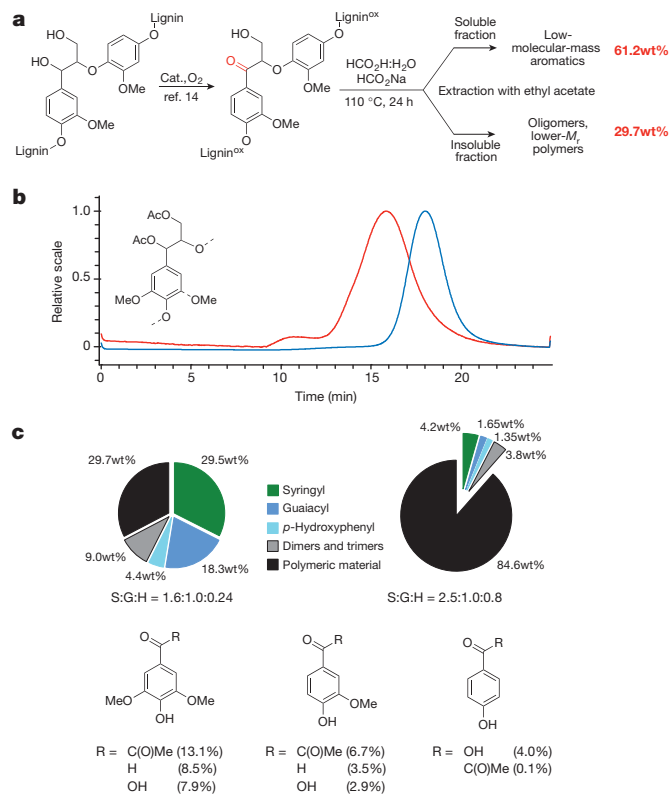 a
Lignin
O
HO
HO
O
OMe
OMe
O
Lignin
Cat., O2
ref. 14
Lignin^ox
O
HO
O
O
OMe
OMe
O
Lignin^ox
HCO2H:H2O
HCO2Na
110 °C, 24 h
Soluble
fraction
Low-
molecular-mass
aromatics
61.2wt%
Extraction with ethyl acetate
Insoluble
fraction
Oligomers,
lower-Mr
polymers
29.7wt%
b
Relative scale
1.0
0.5
0
AcO
AcO
O
MeO
OMe
O
0
5
10
15
20
Time (min)
c
29.7wt%
29.5wt%
9.0wt%
4.4wt%
18.3wt%
S:G:H = 1.6:1.0:0.24
Syringyl
Guaiacyl
p-Hydroxyphenyl
Dimers and trimers
Polymeric material
4.2wt%
1.65wt%
1.35wt%
3.8wt%
84.6wt%
S:G:H = 2.5:1.0:0.8
O
R
MeO
OMe
OH
R = C(O)Me (13.1%)
H (8.5%)
OH (7.9%)
O
R
OMe
OH
R = C(O)Me (6.7%)
H (3.5%)
OH (2.9%)
O
R
OH
R = OH (4.0%)
C(O)Me (0.1%)